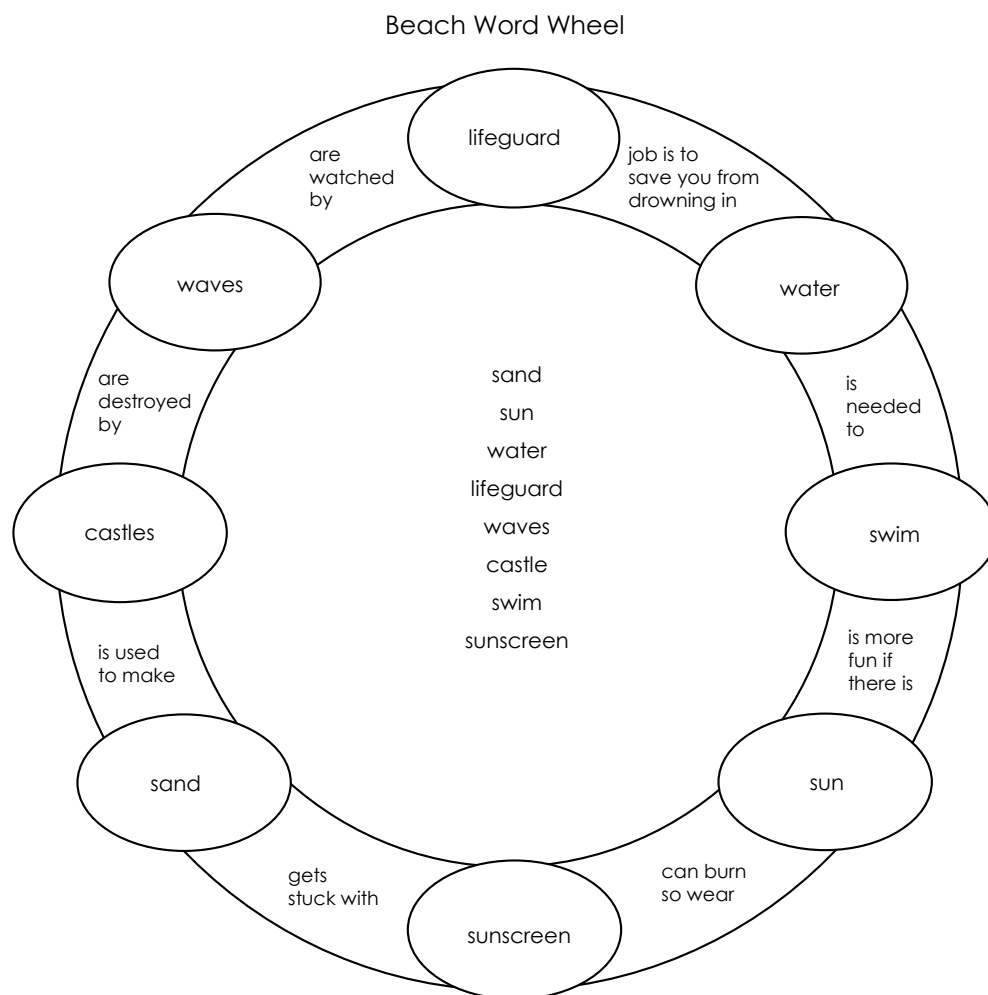 Beach Word Wheel
lifeguard
job is to
save you from
drowning in
water
is
needed
to
swim
is more
fun if
there is
sun
can burn
so wear
sunscreen
gets
stuck with
sand
is used
to make
castles
are
destroyed
by
waves
are
watched
by
sand
sun
water
lifeguard
waves
castle
swim
sunscreen